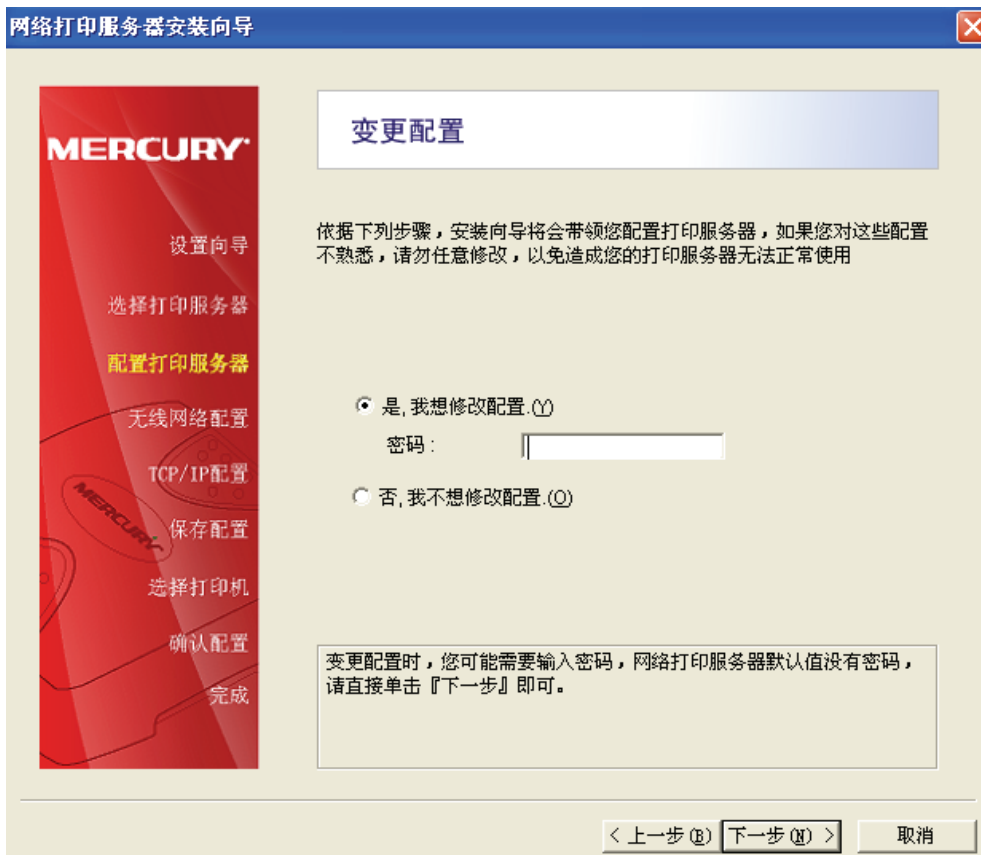 网络打印服务器安装向导
MERCURY
设置向导
选择打印服务器
配置打印服务器
无线网络配置
TCP/IP配置
MERCURY
保存配置
选择打印机
确认配置
完成
变更配置
依据下列步骤，安装向导将会带领您配置打印服务器，如果您对这些配置
不熟悉，请勿任意修改，以免造成您的打印服务器无法正常使用
是,我想修改配置.(Y)
密码:
否,我不想修改配置.(O)
变更配置时，您可能需要输入密码，网络打印服务器默认值没有密码，
请直接单击『下一步』即可。
< 上一步(B) 下一步(N) > 取消